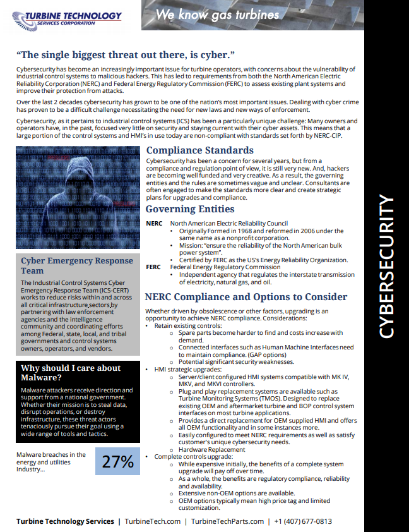 TURBINE TECHNOLOGY
SERVICES CORPORATION
We know gas turbines
"The single biggest threat out there, is cyber."
Cybersecurity has become an increasingly important issue for turbine operators, with concerns about the vulnerability of
industrial control systems to malicious hackers. This has led to requirements from both the North American Electric
Reliability Corporation (NERC) and Federal Energy Regulatory Commission (FERC) to assess existing plant systems and
improve their protection from attacks.
Over the last 2 decades cybersecurity has grown to be one of the nation's most important issues. Dealing with cyber crime
has proven to be a difficult challenge necessitating the need for new laws and new ways of enforcement.
Cybersecurity, as it pertains to industrial control systems (ICS) has been a particularly unique challenge: Many owners and
operators have, in the past, focused very little on security and staying current with their cyber assets. This means that a
large portion of the control systems and HMI's in use today are non-compliant with standards set forth by NERC-CIP.
Compliance Standards
Cybersecurity has been a concern for several years, but from a
compliance and regulation point of view, it is still very new. And, hackers
are becoming well funded and very creative. As a result, the governing
entities and the rules are sometimes vague and unclear. Consultants are
often engaged to make the standards more clear and create strategic
plans for upgrades and compliance.
Governing Entities
NERC North American Electric Reliability Council
• Originally Formed in 1968 and reformed in 2006 under the
same name as a nonprofit corporation.
• Mission: "ensure the reliability of the North American bulk
power system".
• Certified by FERC as the US's Energy Reliability Organization.
FERC Federal Energy Regulatory Commission
• Independent agency that regulates the interstate transmission
of electricity, natural gas, and oil.
NERC Compliance and Options to Consider
Whether driven by obsolescence or other factors, upgrading is an
opportunity to achieve NERC compliance. Considerations:
• Retain existing controls:
o Spare parts become harder to find and costs increase with
demand.
o Connected interfaces such as Human Machine Interfaces need
to maintain compliance. (GAP options)
o Potential significant security weaknesses.
• HMI strategic upgrades:
o Server/client configured HMI systems compatible with MK IV,
MKV, and MKVI controllers.
o Plug and play replacement systems are available such as
Turbine Monitoring Systems (TMOS). Designed to replace
existing OEM and aftermarket turbine and BOP control system
interfaces on most turbine applications.
o Provides a direct replacement for OEM supplied HMI and offers
all OEM functionality and in some instances more.
o Easily configured to meet NERC requirements as well as satisfy
customer's unique cybersecurity needs.
o Hardware Replacement
• Complete controls upgrade:
o While expensive initially, the benefits of a complete system
upgrade will pay off over time.
o As a whole, the benefits are regulatory compliance, reliability
and availability.
o Extensive non-OEM options are available.
o OEM options typically mean high price tag and limited
customization.
Cyber Emergency Response
Team
The Industrial Control Systems Cyber
Emergency Response Team (ICS-CERT)
works to reduce risks within and across
all critical infrastructure sectors by
partnering with law enforcement
agencies and the intelligence
community and coordinating efforts
among Federal, state, local, and tribal
governments and control systems
owners, operators, and vendors.
Why should I care about
Malware?
Malware attackers receive direction and
support from a national government.
Whether their mission is to steal data,
disrupt operations, or destroy
infrastructure, these threat actors
tenaciously pursue their goal using a
wide range of tools and tactics.
Malware breaches in the
energy and utilities
Industry...
27%
CYBERSECURITY
Turbine Technology Services | TurbineTech.com | TurbineTechParts.com | +1 (407) 677-0813